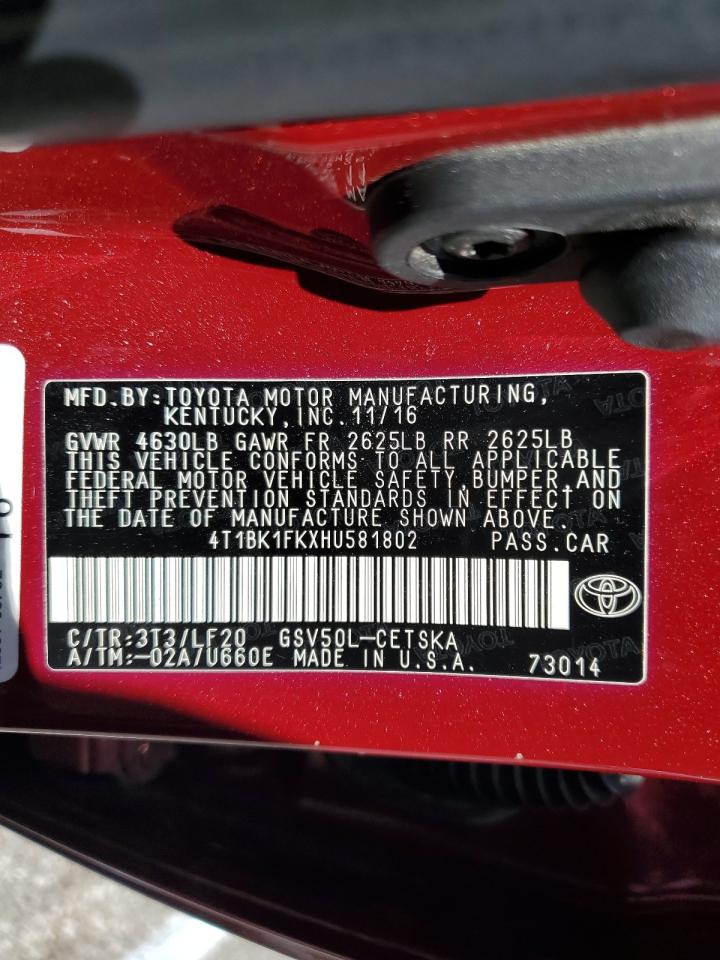 MFD.BY:TOYOTA MOTOR MANUFACTURING,
KENTUCKY,INC.11/16
GVWR 4630LB GAWR FR 2625LB RR 2625LB
THIS VEHICLE CONFORMS TO ALL APPLICABLE
FEDERAL MOTOR VEHICLE SAFETY,BUMPER,AND
THEFT PREVENTION STANDARDS IN EFFECT ON
THE DATE OF MANUFACTURE SHOWN ABOVE.
4T1BK1FKXHU581802 PASS.CAR
C/TR:3T3/LF20 GSV50L-CETSKA
A/TM:-02A/U660E MADE IN U.S.A. 73014